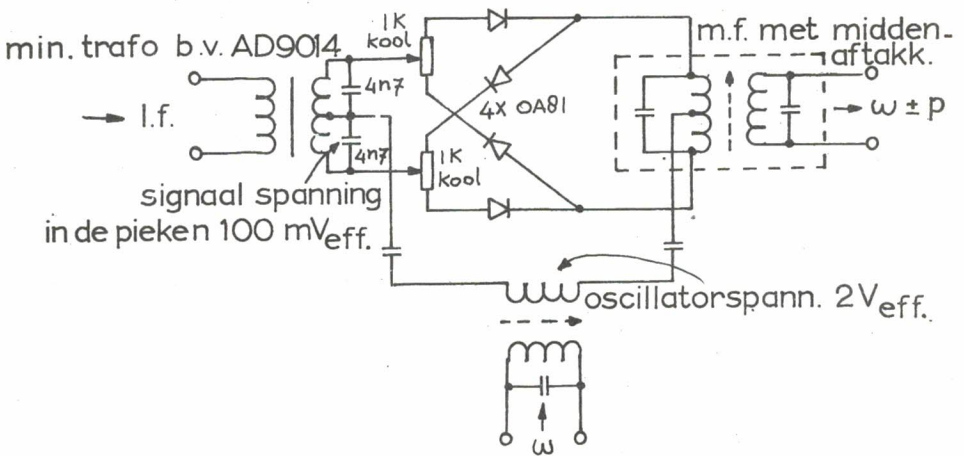 min. trafo b.v. AD9014
1K
kool
4n7
4X OA81
m.f. met midden-
aftakk.
→ l.f.
→ ω ± p
4n7
1K
kool
signaal spanning
in de pieken 100 mVeff.
oscillatorspann. 2Veff.
ω